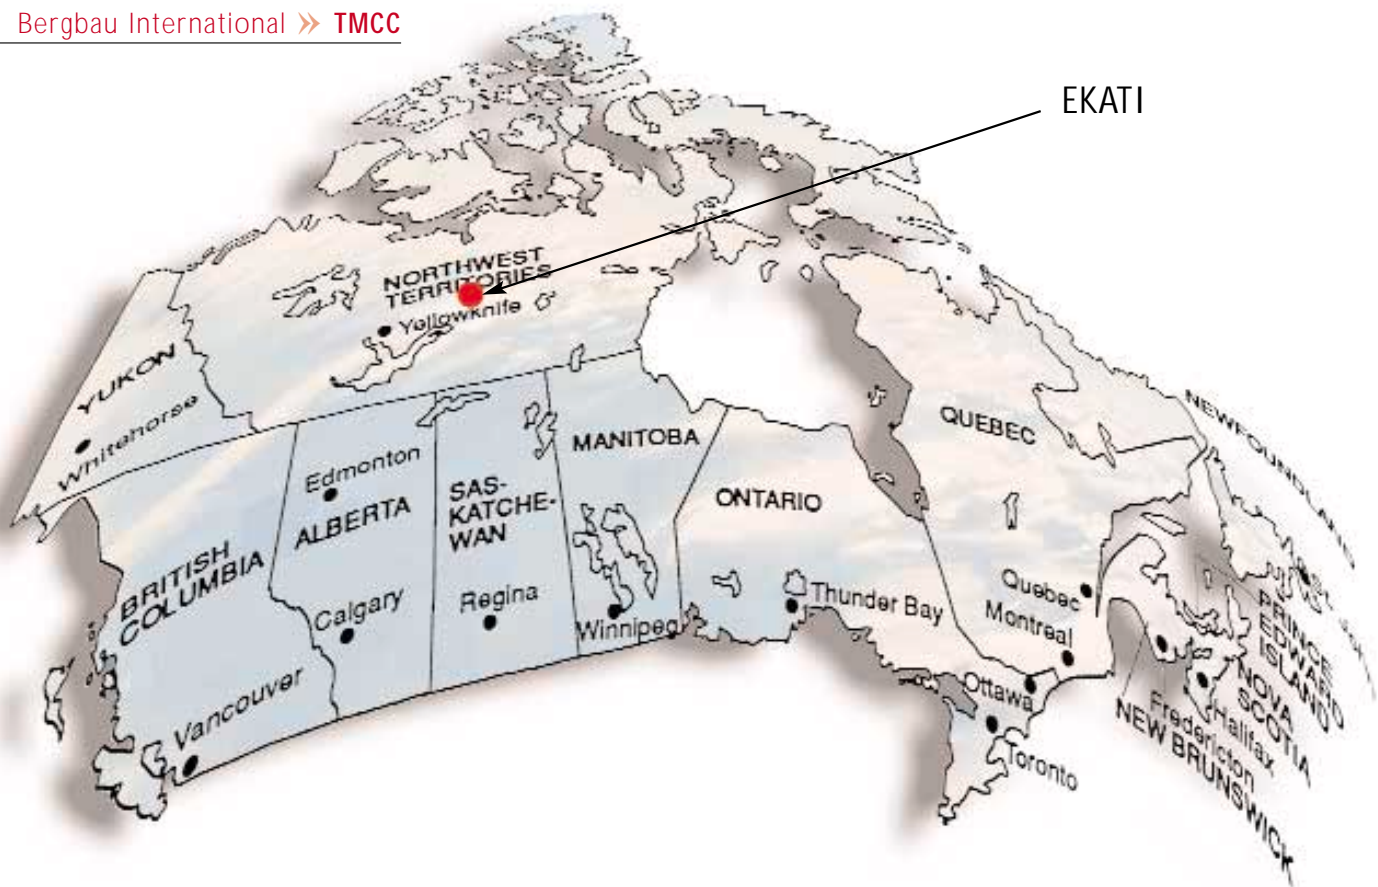 Bergbau International » TMCC
EKATI
NORTHWEST
TERRITORIES
Yellowknife
YUKON
Whitehorse
NEWFOUNDLAND
QUEBEC
MANITOBA
Edmonton
ALBERTA
SAS-
KATCHE-
WAN
ONTARIO
BRITISH
COLUMBIA
Calgary
Regina
Winnipeg
Thunder Bay
Quebec
Montreal
PRINCE
EDWARD
ISLAND
NOVA
SCOTIA
Ottawa
Vancouver
Halifax
Fredericton
NEW BRUNSWICK
Toronto